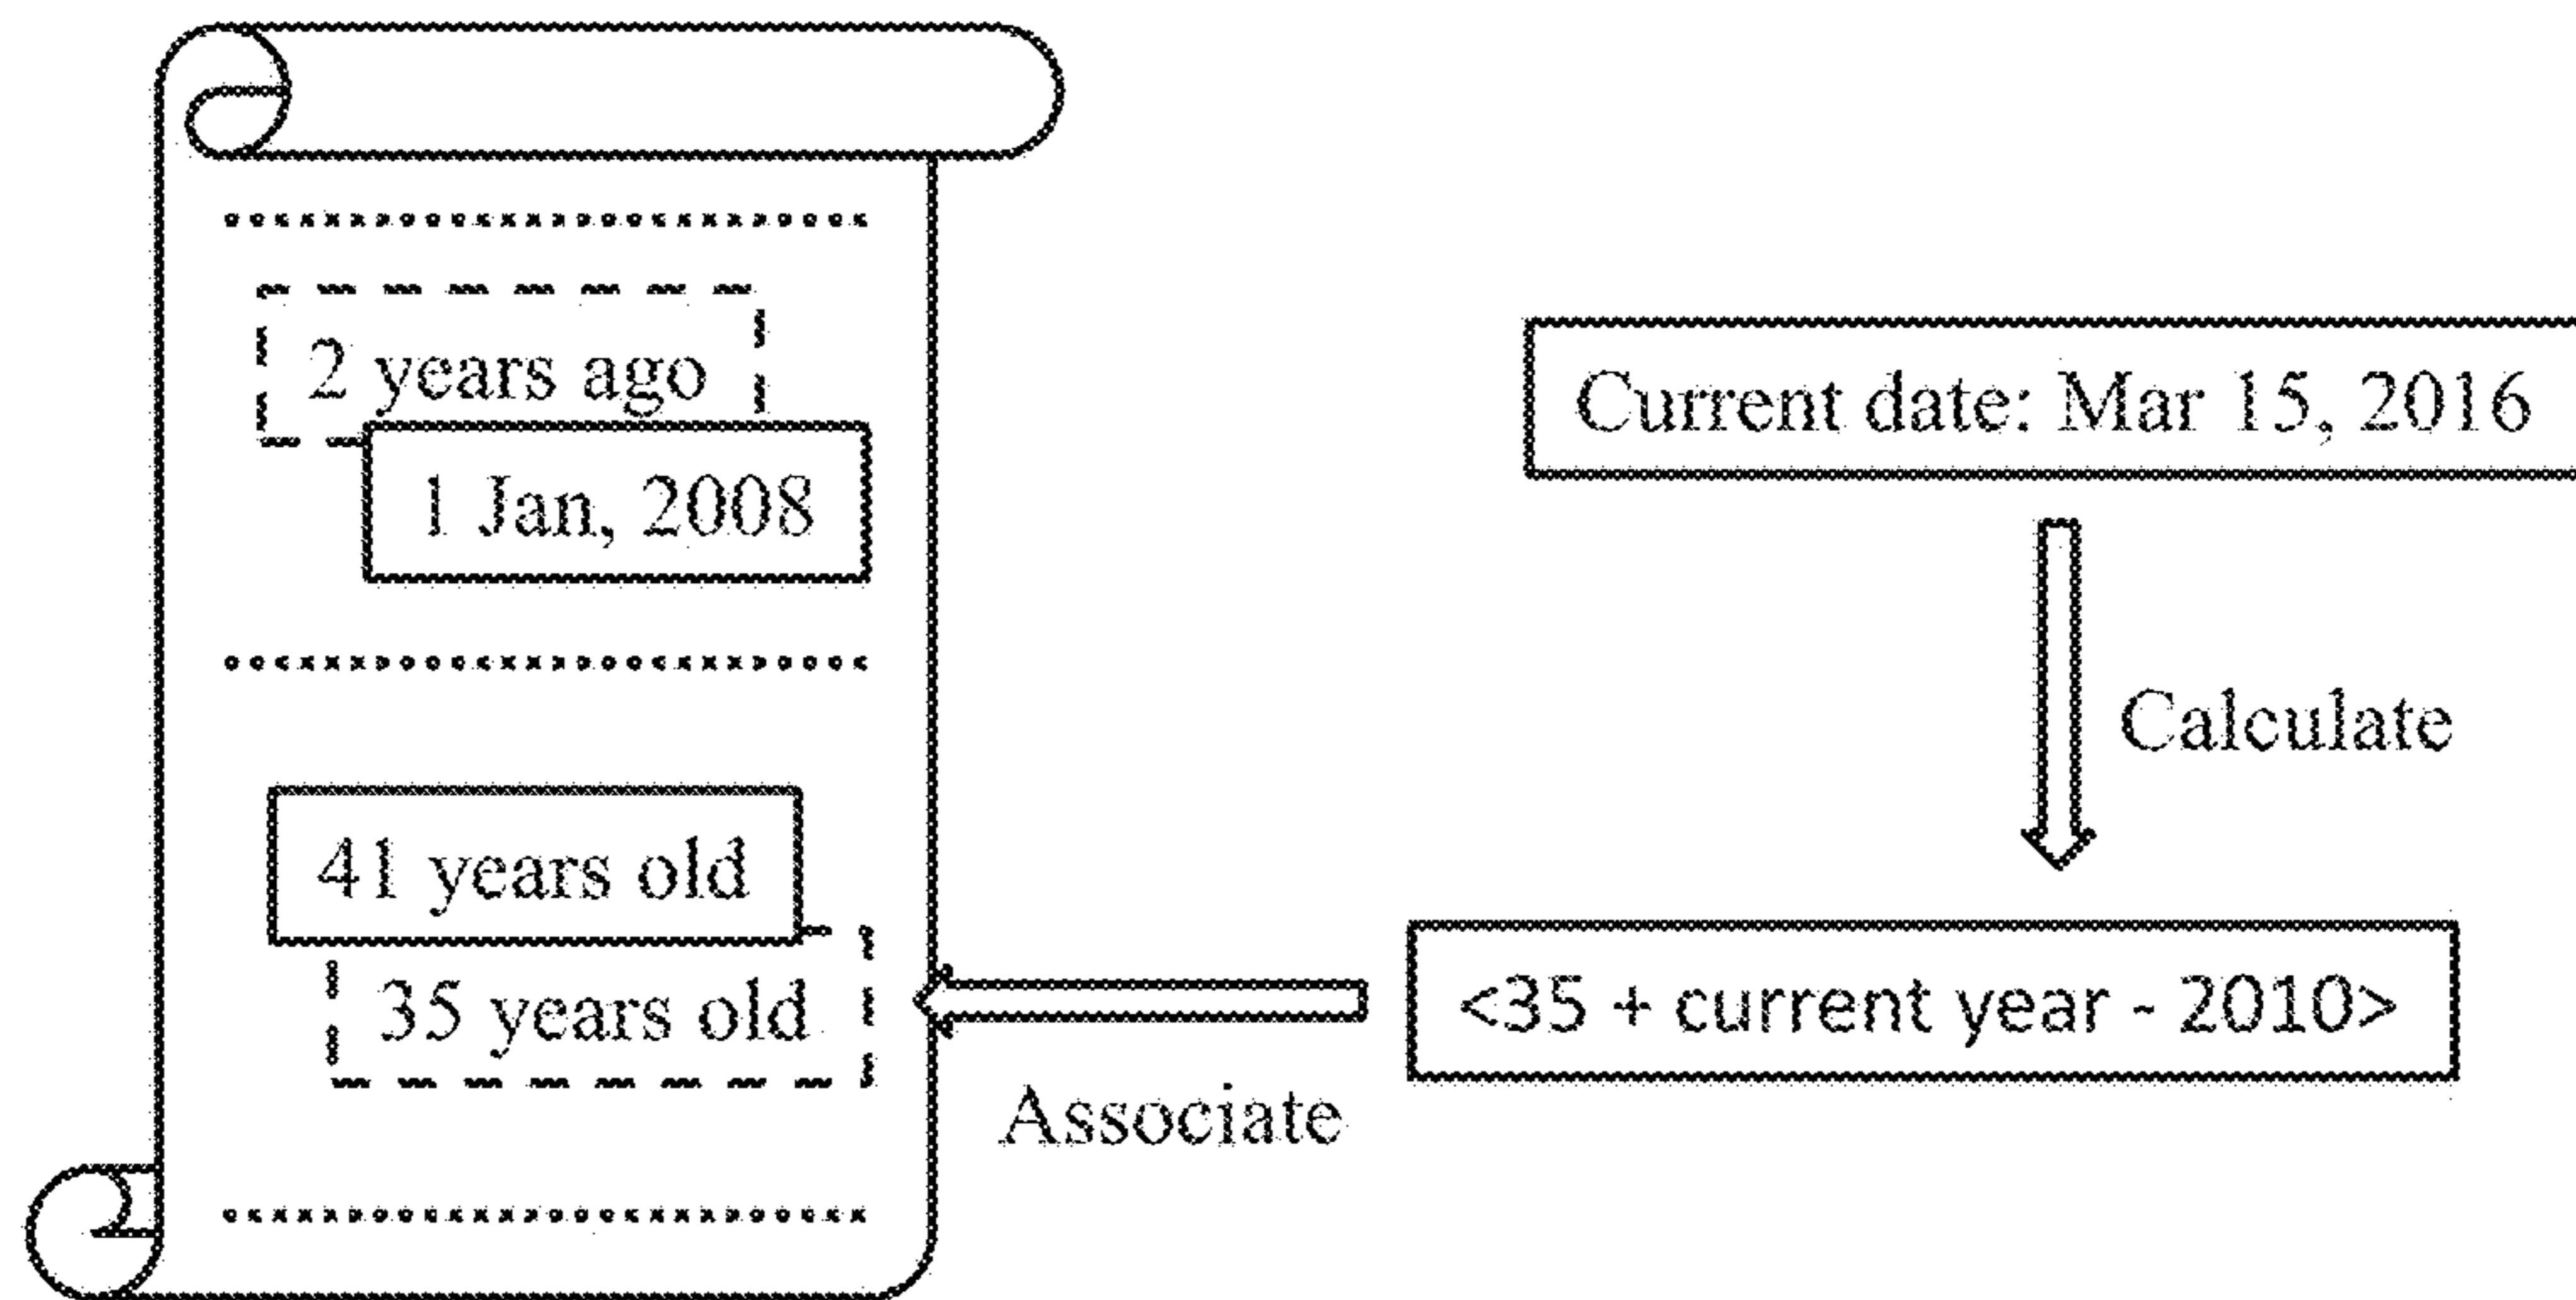 2 years ago
1 Jan, 2008
41 years old
35 years old
Current date: Mar 15, 2016
Calculate
<35 + current year - 2010>
Associate